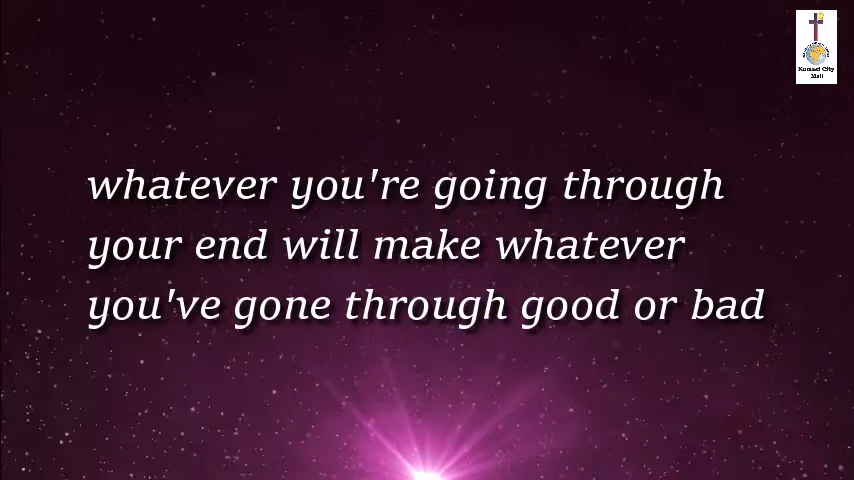 whatever you're going through
your end will make whatever
you've gone through good or bad